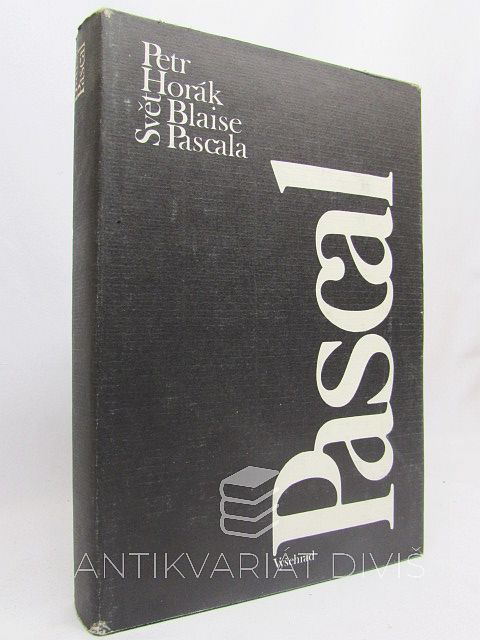 Petr
Horák
Svět
Blaise
Pascala
Pascal
Vyšehrad
ANTIKVARIÁT DIVIŠ